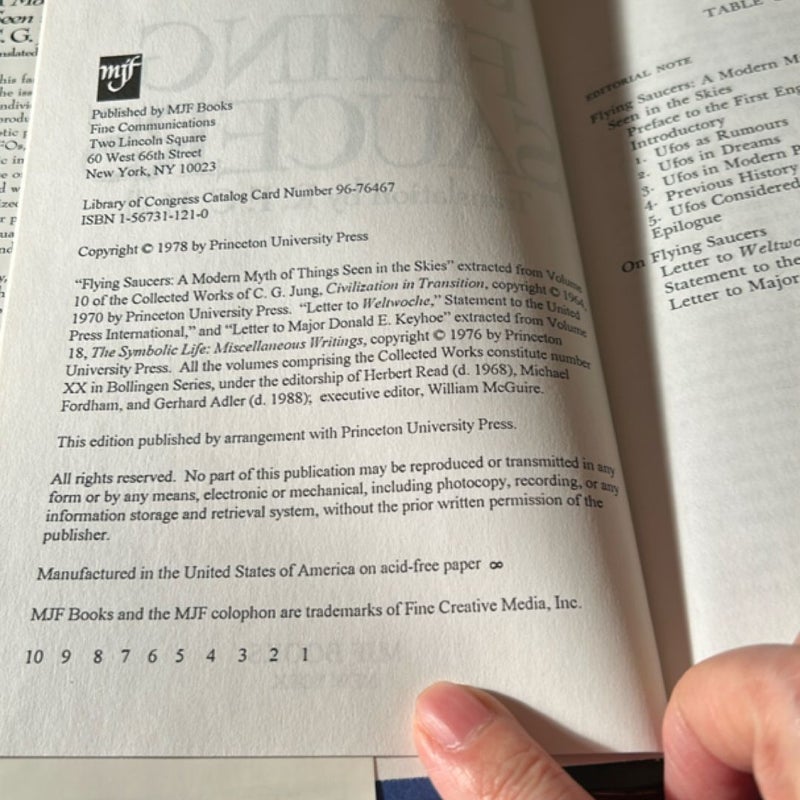 mjf
Published by MJF Books
Fine Communications
Two Lincoln Square
60 West 66th Street
New York, NY 10023
Library of Congress Catalog Card Number 96-76467
ISBN 1-56731-121-0
Copyright © 1978 by Princeton University Press
“Flying Saucers: A Modern Myth of Things Seen in the Skies” extracted from Volume
10 of the Collected Works of C. G. Jung, Civilization in Transition, copyright © 1964,
1970 by Princeton University Press. “Letter to Weltwoche,” Statement to the United
Press International,” and “Letter to Major Donald E. Keyhoe” extracted from Volume
18, The Symbolic Life: Miscellaneous Writings, copyright © 1976 by Princeton
University Press. All the volumes comprising the Collected Works constitute number
XX in Bollingen Series, under the editorship of Herbert Read (d. 1968), Michael
Fordham, and Gerhard Adler (d. 1988); executive editor, William McGuire.
This edition published by arrangement with Princeton University Press.
All rights reserved. No part of this publication may be reproduced or transmitted in any
form or by any means, electronic or mechanical, including photocopy, recording, or any
information storage and retrieval system, without the prior written permission of the
publisher.
Manufactured in the United States of America on acid-free paper ∞
MJF Books and the MJF colophon are trademarks of Fine Creative Media, Inc.
10 9 8 7 6 5 4 3 2 1
TABLE
EDITORIAL NOTE
Flying Saucers: A Modern M
Seen in the Skies
Preface to the First Eng
Introductory
1. Ufos as Rumours
2. Ufos in Dreams
3. Ufos in Modern P
4. Previous History
5. Ufos Considered
Epilogue
On Flying Saucers
Letter to Weltwo
Statement to the
Letter to Major